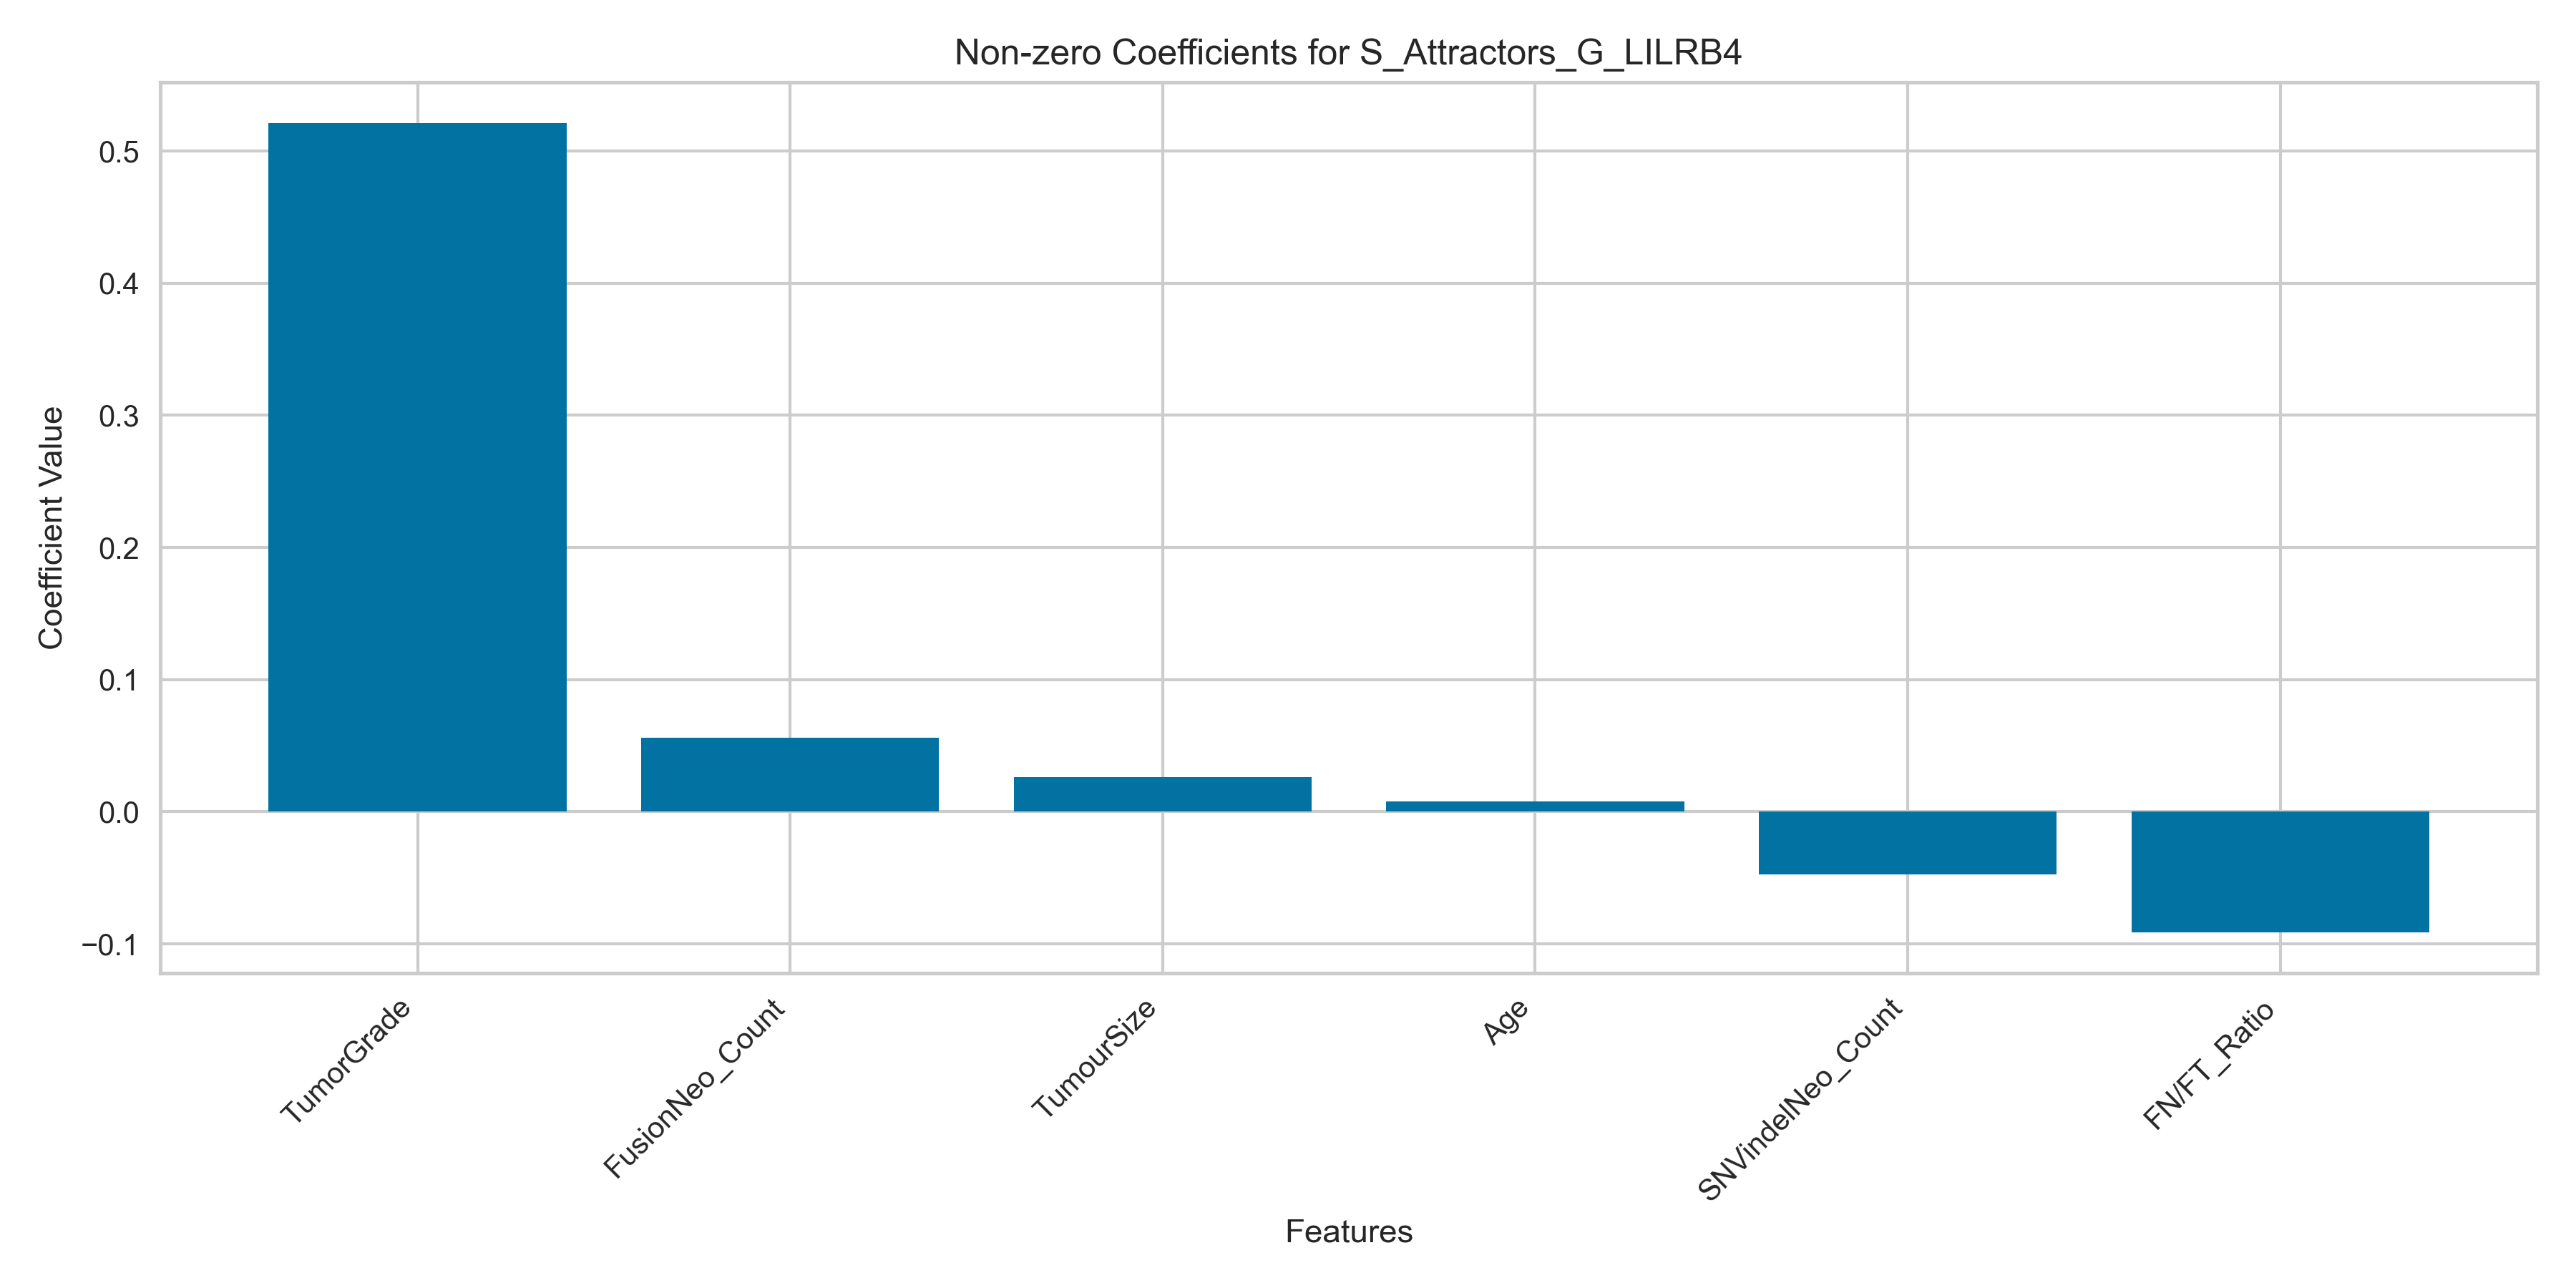 Non-zero Coefficients for S_Attractors_G_LILRB4
Coefficient Value
0.5
0.4
0.3
0.2
0.1
0.0
−0.1
TumorGrade
FusionNeo_Count
TumourSize
Age
SNVindelNeo_Count
FN/FT_Ratio
Features